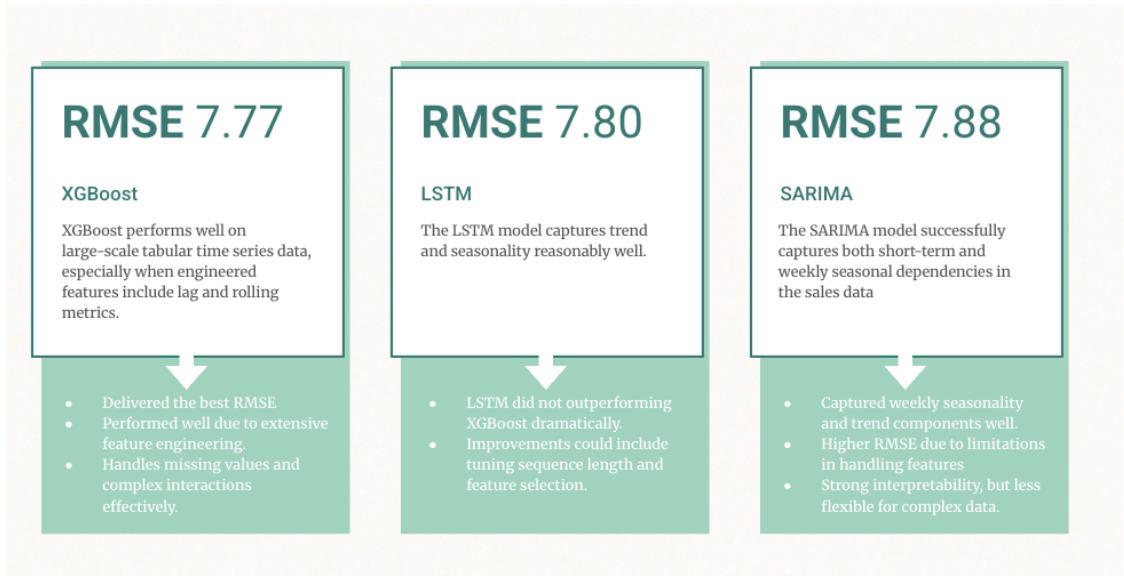 RMSE 7.77
XGBoost
XGBoost performs well on
large-scale tabular time series data,
especially when engineered
features include lag and rolling
metrics.
● Delivered the best RMSE
● Performed well due to extensive
feature engineering.
● Handles missing values and
complex interactions
effectively.
RMSE 7.80
LSTM
The LSTM model captures trend
and seasonality reasonably well.
● LSTM did not outperforming
XGBoost dramatically.
● Improvements could include
tuning sequence length and
feature selection.
RMSE 7.88
SARIMA
The SARIMA model successfully
captures both short-term and
weekly seasonal dependencies in
the sales data
● Captured weekly seasonality
and trend components well.
● Higher RMSE due to limitations
in handling features
● Strong interpretability, but less
flexible for complex data.